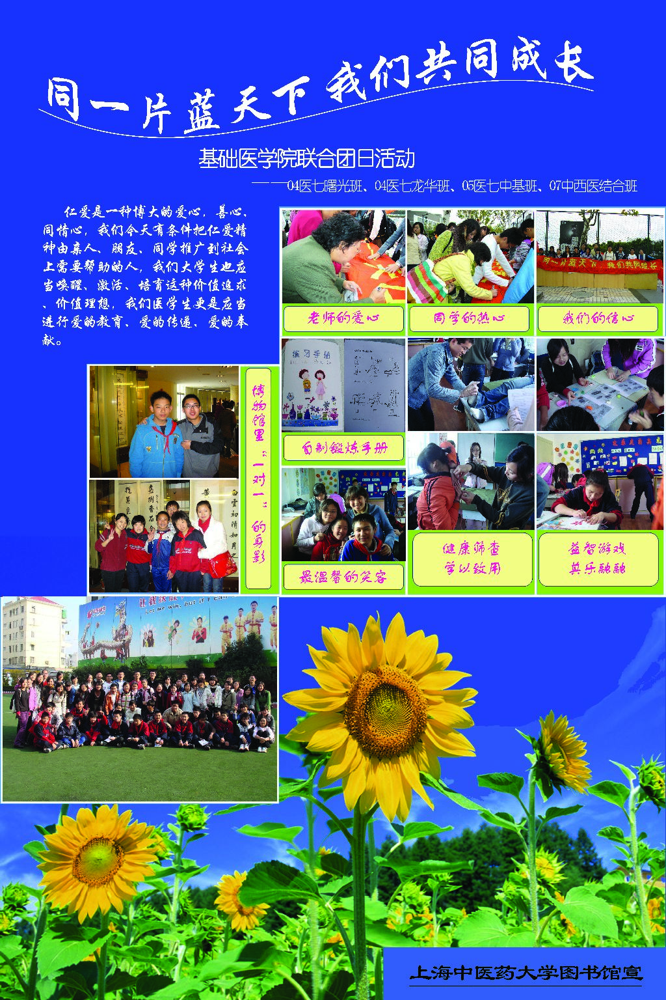 同一片蓝天下 我们共同成长
基础医学院联合团日活动
———04医七曙光班、04医七龙华班、05医七中基班、07中西医结合班
仁爱是一种博大的爱心，善心、
同情心，我们今天有条件把仁爱精
神由亲人、朋友、同学推广到社会
上需要帮助的人，我们大学生也应
当唤醒、激活、培育这种价值追求
、价值理想，我们医学生更是应当
进行爱的教育、爱的传递、爱的奉
献。
同一片蓝天下，我们共同成长
老师的爱心
同学的热心
我们的信心
练习手册
自制锻炼手册
博物馆里“一对一”的身影
最温馨的笑容
健康筛查
学以致用
益智游戏
其乐融融
Let me win, but if I can
上海中医药大学图书馆宣